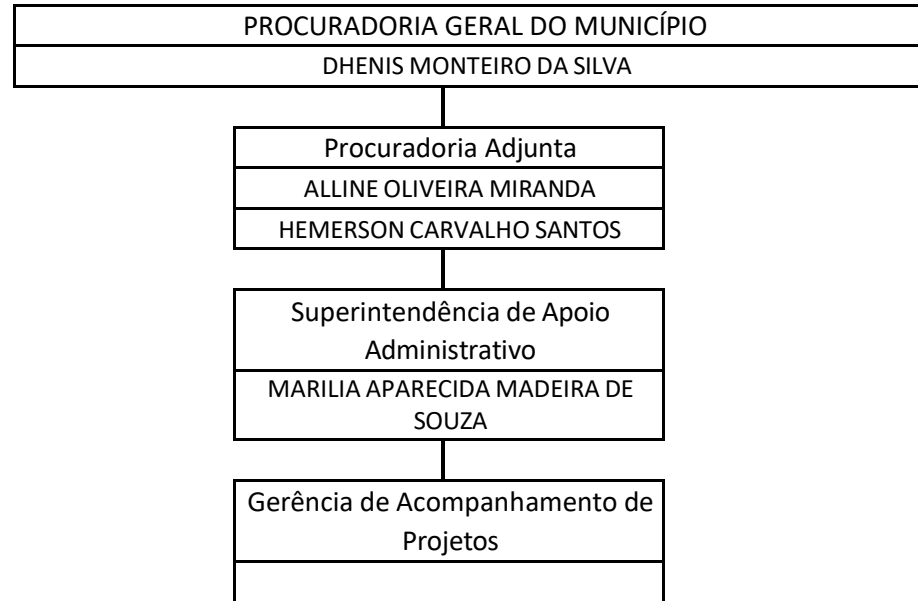 PROCURADORIA GERAL DO MUNICÍPIO
DHENIS MONTEIRO DA SILVA
Procuradoria Adjunta
ALLINE OLIVEIRA MIRANDA
HEMERSON CARVALHO SANTOS
Superintendência de Apoio
Administrativo
MARILIA APARECIDA MADEIRA DE
SOUZA
Gerência de Acompanhamento de
Projetos